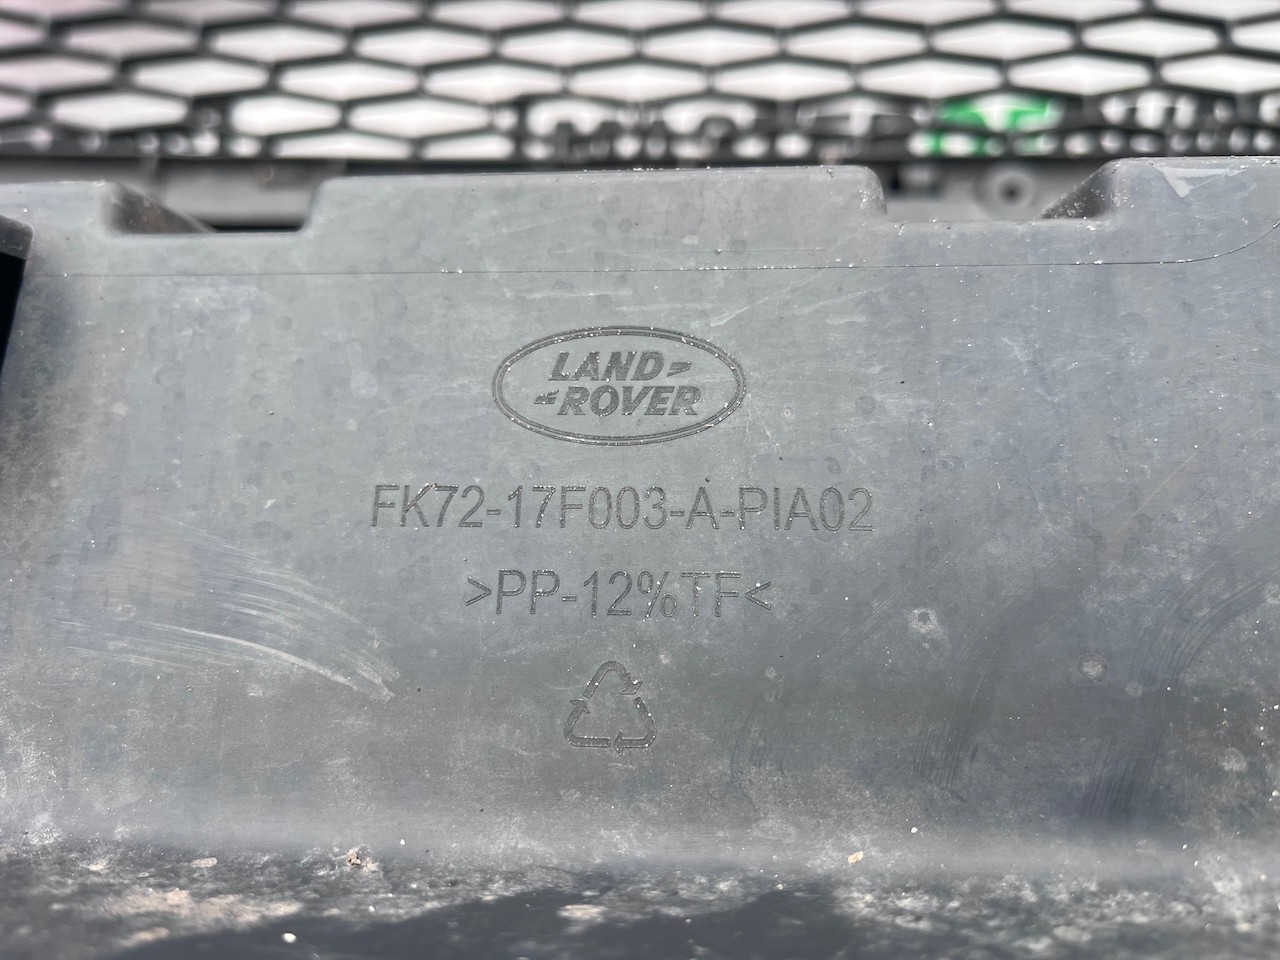 LAND-
-ROVER
FK72-17F003-A-PIA02
>PP-12%TF<